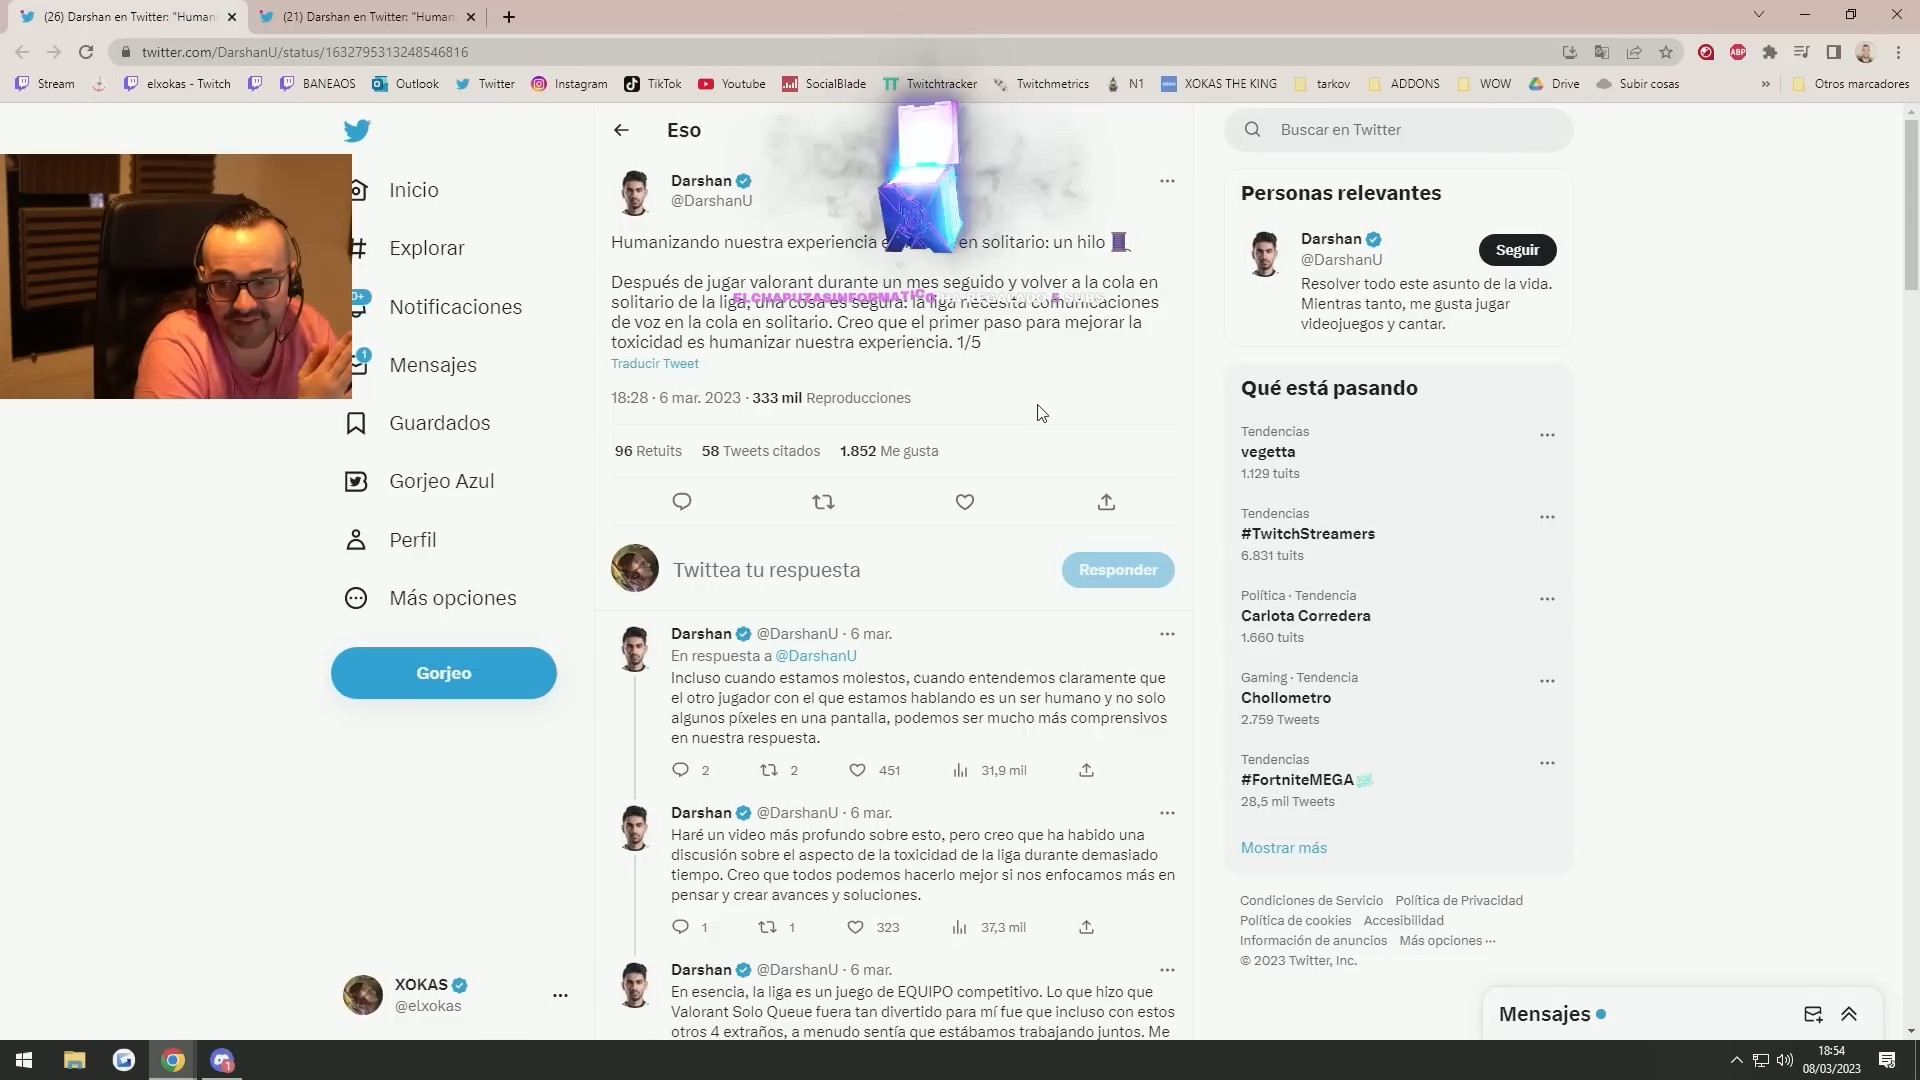 (26) Darshan en Twitter: "Human
(21) Darshan en Twitter: "Human
twitter.com/DarshanU/status/1632795313248546816
ABP
Stream
elxokas - Twitch
BANEAOS
Outlook
Twitter
Instagram
TikTok
Youtube
SocialBlade
Twitchtracker
Twitchmetrics
N1
XOKAS THE KING
tarkov
ADDONS
WOW
Drive
Subir cosas
»
Otros marcadores
Inicio
Explorar
Notificaciones
1
Mensajes
Guardados
Gorjeo Azul
Perfil
Más opciones
Gorjeo
XOKAS
@elxokas
Eso
Darshan
@DarshanU
Humanizando nuestra experiencia en solitario: un hilo
Después de jugar valorant durante un mes seguido y volver a la cola en
ELCHAPUZASINFORMATICO HA REGALADO 5 SUBS
solitario de la liga, una cosa es segura: la liga necesita comunicaciones
de voz en la cola en solitario. Creo que el primer paso para mejorar la
toxicidad es humanizar nuestra experiencia. 1/5
Traducir Tweet
18:28 · 6 mar. 2023 · 333 mil Reproducciones
96 Retuits 58 Tweets citados 1.852 Me gusta
Twittea tu respuesta
Responder
Darshan @DarshanU · 6 mar.
En respuesta a @DarshanU
Incluso cuando estamos molestos, cuando entendemos claramente que
el otro jugador con el que estamos hablando es un ser humano y no solo
algunos píxeles en una pantalla, podemos ser mucho más comprensivos
en nuestra respuesta.
2 2 451 31,9 mil
Darshan @DarshanU · 6 mar.
Haré un video más profundo sobre esto, pero creo que ha habido una
discusión sobre el aspecto de la toxicidad de la liga durante demasiado
tiempo. Creo que todos podemos hacerlo mejor si nos enfocamos más en
pensar y crear avances y soluciones.
1 1 323 37,3 mil
Darshan @DarshanU · 6 mar.
En esencia, la liga es un juego de EQUIPO competitivo. Lo que hizo que
Valorant Solo Queue fuera tan divertido para mí fue que incluso con estos
otros 4 extraños, a menudo sentía que estábamos trabajando juntos. Me
Buscar en Twitter
Personas relevantes
Darshan
@DarshanU
Seguir
Resolver todo este asunto de la vida.
Mientras tanto, me gusta jugar
videojuegos y cantar.
Qué está pasando
Tendencias
vegetta
1.129 tuits
Tendencias
#TwitchStreamers
6.831 tuits
Política · Tendencia
Carlota Corredera
1.660 tuits
Gaming · Tendencia
Chollometro
2.759 Tweets
Tendencias
#FortniteMEGA
28,5 mil Tweets
Mostrar más
Condiciones de Servicio Política de Privacidad
Política de cookies Accesibilidad
Información de anuncios Más opciones ···
© 2023 Twitter, Inc.
Mensajes
1
18:54
08/03/2023